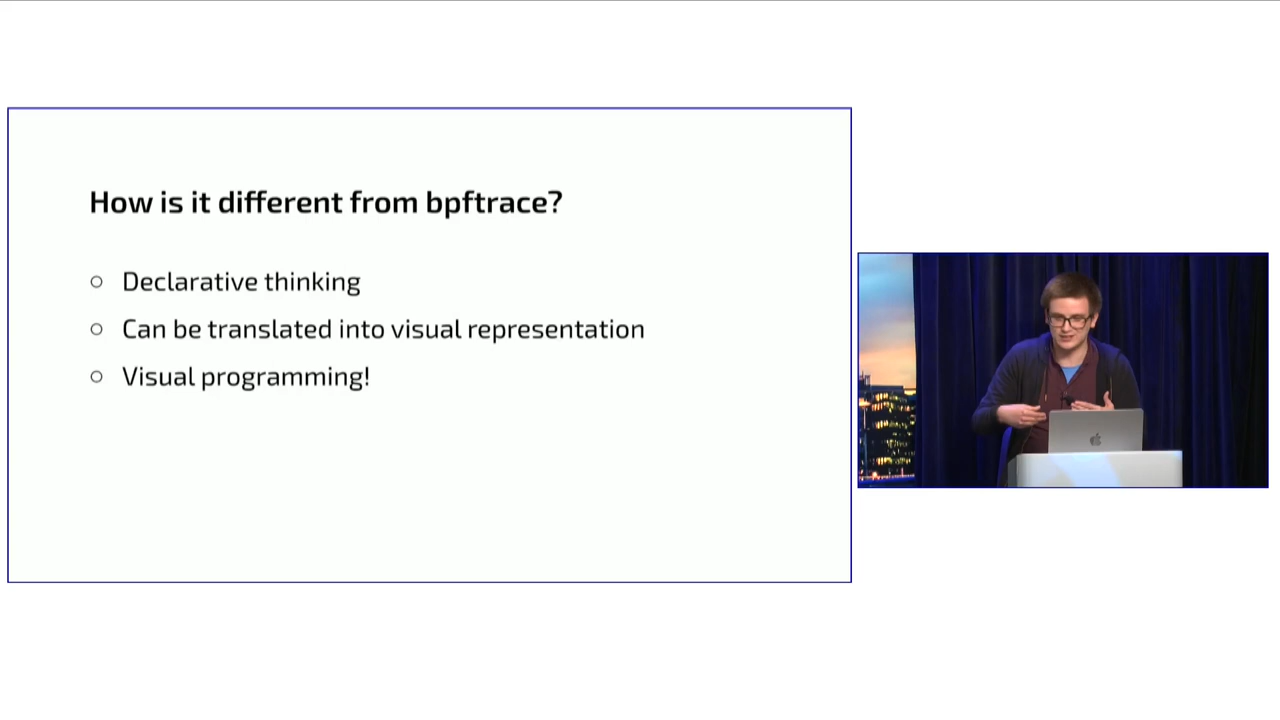 How is it different from bpftrace?
Declarative thinking
Can be translated into visual representation
Visual programming!